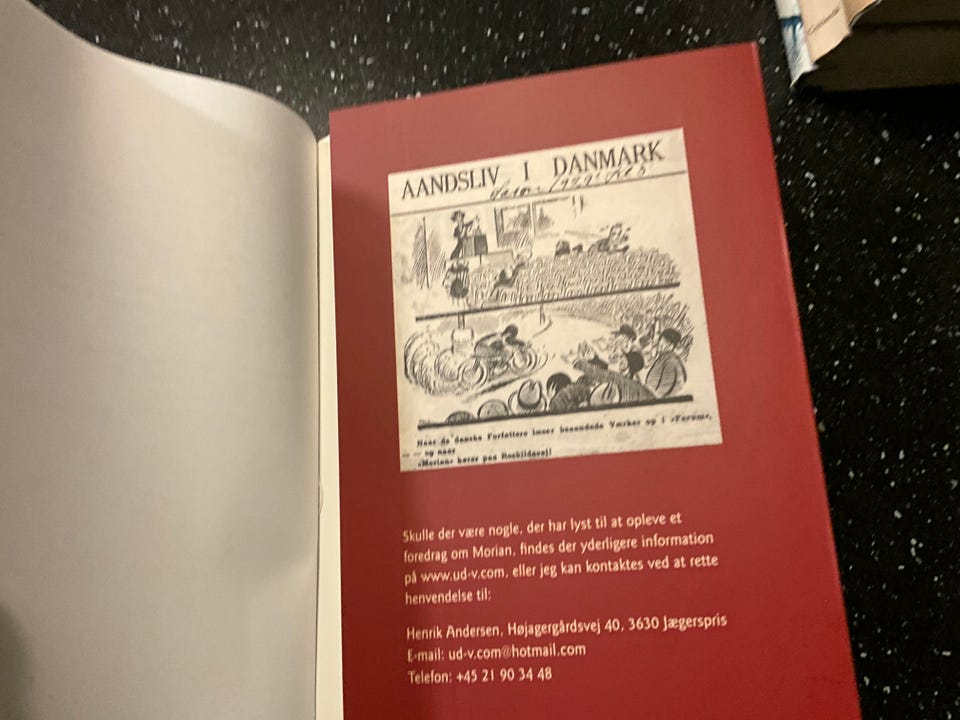 AANDSLIV I DANMARK
Naar de danske Forfattere læser beaandede Værker op i »Forum«,
— og naar
»Morian« kører paa Roskildevej!
Skulle der være nogle, der har lyst til at opleve et
foredrag om Morian, findes der yderligere information
på www.ud-v.com, eller jeg kan kontaktes ved at rette
henvendelse til:
Henrik Andersen, Højagergårdsvej 40, 3630 Jægerspris
E-mail: ud-v.com@hotmail.com
Telefon: +45 21 90 34 48